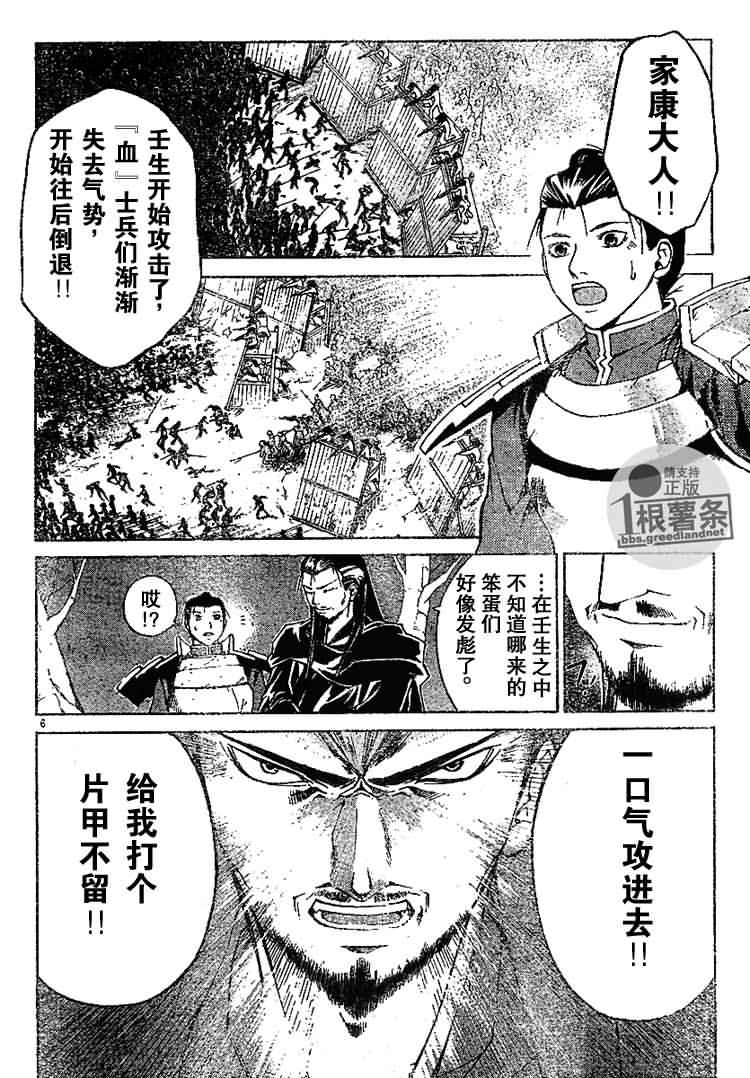 家康大人!!
壬生开始攻击了，
『血』士兵们渐渐
失去气势，
开始往后倒退!!
請支持
正版
1根薯条
bbs.greedland.net
…在壬生之中
不知道哪来的
笨蛋们
好像发彪了。
哎!?
6
一口气攻进去!!
给我打个
片甲不留!!